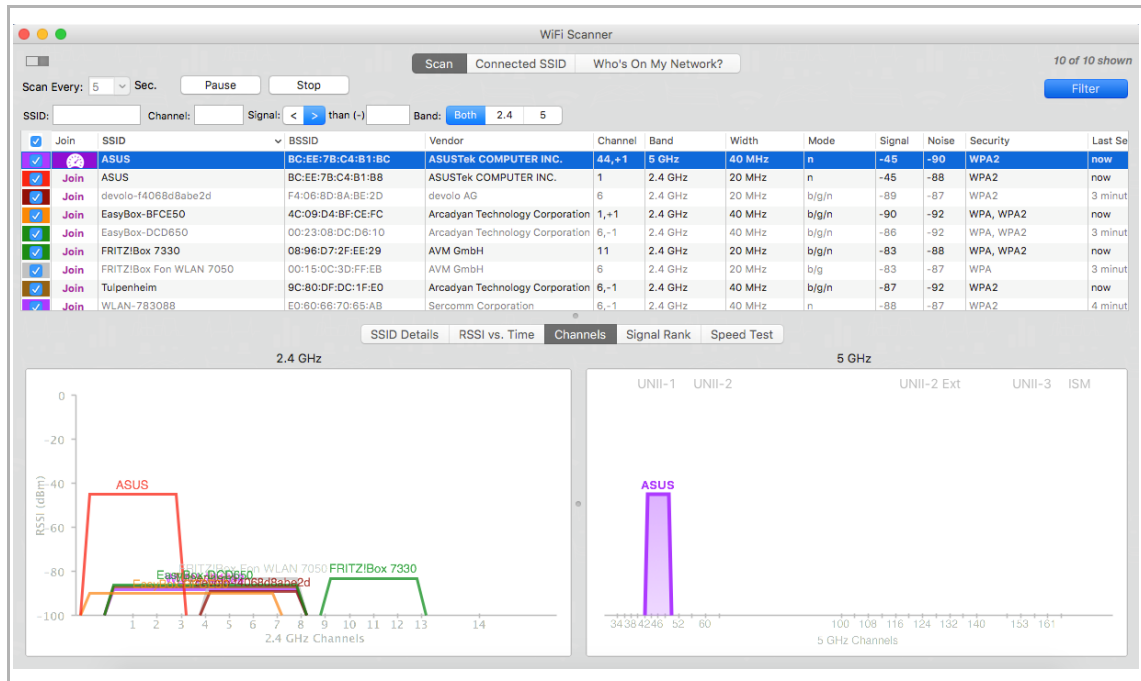 WiFi Scanner
Scan Connected SSID Who's On My Network? 10 of 10 shown
Scan Every: 5 Sec. Pause Stop Filter
SSID: Channel: Signal: < > than (-) Band: Both 2.4 5
Join SSID BSSID Vendor Channel Band Width Mode Signal Noise Security Last Se
ASUS BC:EE:7B:C4:B1:BC ASUSTek COMPUTER INC. 44,+1 5 GHz 40 MHz n -45 -90 WPA2 now
Join ASUS BC:EE:7B:C4:B1:B8 ASUSTek COMPUTER INC. 1 2.4 GHz 20 MHz n -45 -88 WPA2 now
Join devolo-f4068d8abe2d F4:06:8D:8A:BE:2D devolo AG 6 2.4 GHz 20 MHz b/g/n -89 -87 WPA2 3 minut
Join EasyBox-BFCE50 4C:09:D4:BF:CE:FC Arcadyan Technology Corporation 1,+1 2.4 GHz 40 MHz b/g/n -90 -92 WPA, WPA2 now
Join EasyBox-DCD650 00:23:08:DC:D6:10 Arcadyan Technology Corporation 6,-1 2.4 GHz 40 MHz b/g/n -86 -92 WPA, WPA2 3 minut
Join FRITZ!Box 7330 08:96:D7:2F:EE:29 AVM GmbH 11 2.4 GHz 20 MHz b/g/n -83 -88 WPA, WPA2 now
Join FRITZ!Box Fon WLAN 7050 00:15:0C:3D:FF:EB AVM GmbH 6 2.4 GHz 20 MHz b/g -83 -87 WPA 3 minut
Join Tulpenheim 9C:80:DF:DC:1F:E0 Arcadyan Technology Corporation 6,-1 2.4 GHz 40 MHz b/g/n -87 -92 WPA2 now
Join WLAN-783088 E0:60:66:70:65:AB Sercomm Corporation 6,-1 2.4 GHz 40 MHz n -88 -87 WPA2 4 minut
SSID Details RSSI vs. Time Channels Signal Rank Speed Test
2.4 GHz
0
-20
-40
-60
-80
-100
RSSI (dBm)
ASUS
FRITZ!Box Fon WLAN 7050 FRITZ!Box 7330
EasyBox-DCD650
devolo-f4068d8abe2d
1 2 3 4 5 6 7 8 9 10 11 12 13 14
2.4 GHz Channels
5 GHz
UNII-1 UNII-2 UNII-2 Ext UNII-3 ISM
ASUS
34 38 42 46 52 60 100 108 116 124 132 140 153 161
5 GHz Channels